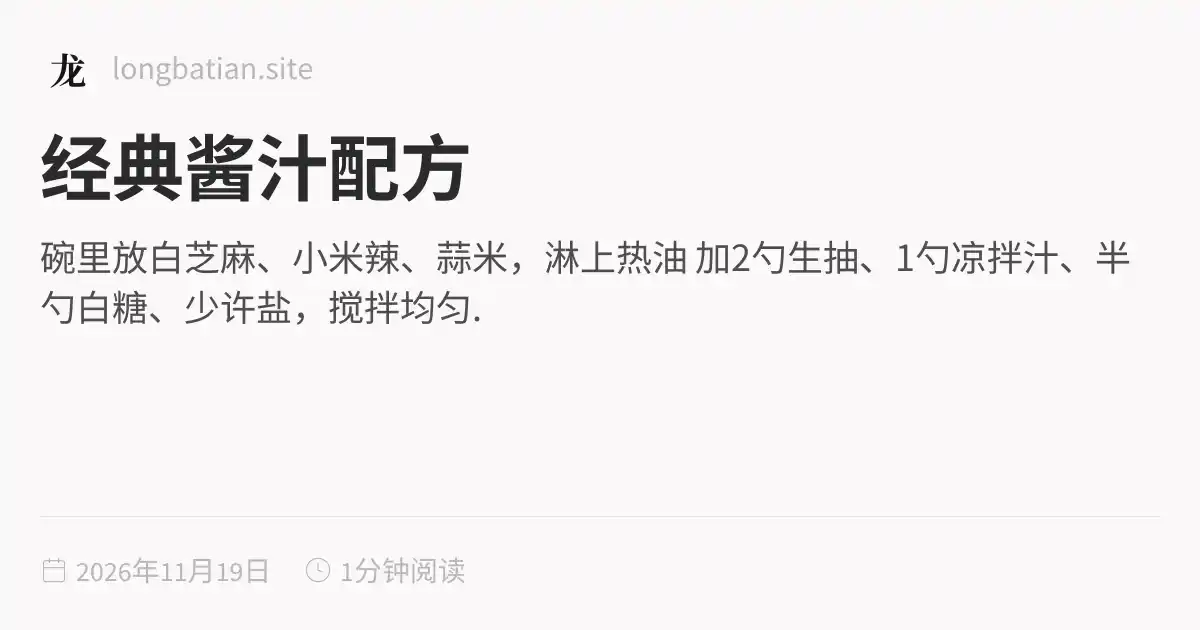 龙 longbatian.site
经典酱汁配方
碗里放白芝麻、小米辣、蒜米，淋上热油 加2勺生抽、1勺凉拌汁、半
勺白糖、少许盐，搅拌均匀.
2026年11月19日 1分钟阅读